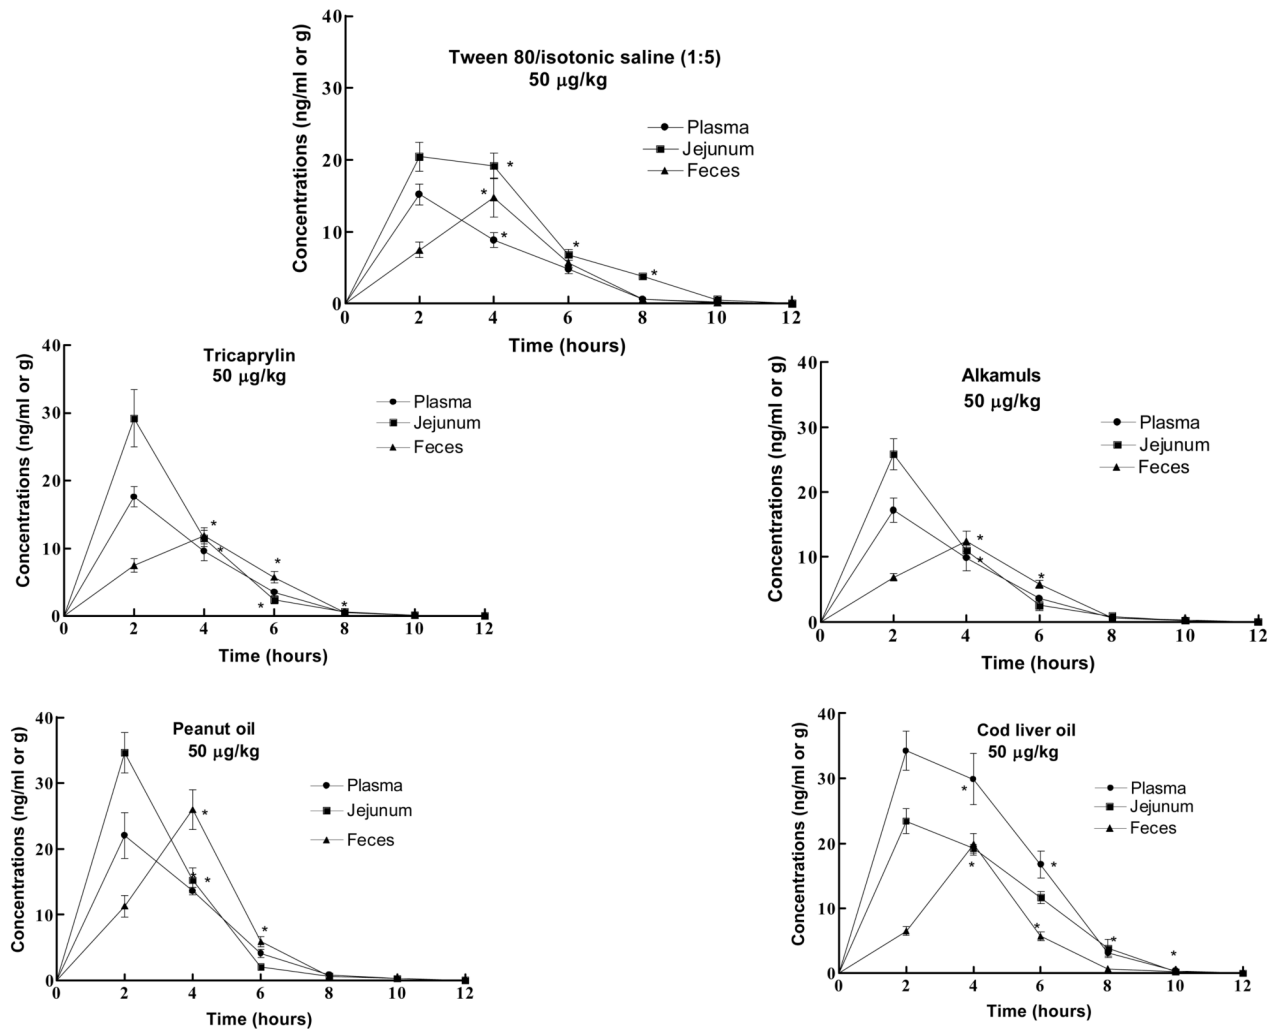 Concentrations (ng/ml or g)
40
30
20
10
0
Tween 80/isotonic saline (1:5)
50 μg/kg
Plasma
Jejunum
Feces
*
*
*
*
*
0 2 4 6 8 10 12
Time (hours)
Concentrations (ng/ml or g)
40
30
20
10
0
Tricaprylin
50 μg/kg
Plasma
Jejunum
Feces
*
*
*
*
*
0 2 4 6 8 10 12
Time (hours)
Concentrations (ng/ml or g)
40
30
20
10
0
Alkamuls
50 μg/kg
Plasma
Jejunum
Feces
*
*
*
0 2 4 6 8 10 12
Time (hours)
Concentrations (ng/ml or g)
40
30
20
10
0
Peanut oil
50 μg/kg
Plasma
Jejunum
Feces
*
*
*
*
0 2 4 6 8 10 12
Time (hours)
Concentrations (ng/ml or g)
40
30
20
10
0
Cod liver oil
50 μg/kg
Plasma
Jejunum
Feces
*
*
*
*
*
*
0 2 4 6 8 10 12
Time (hours)